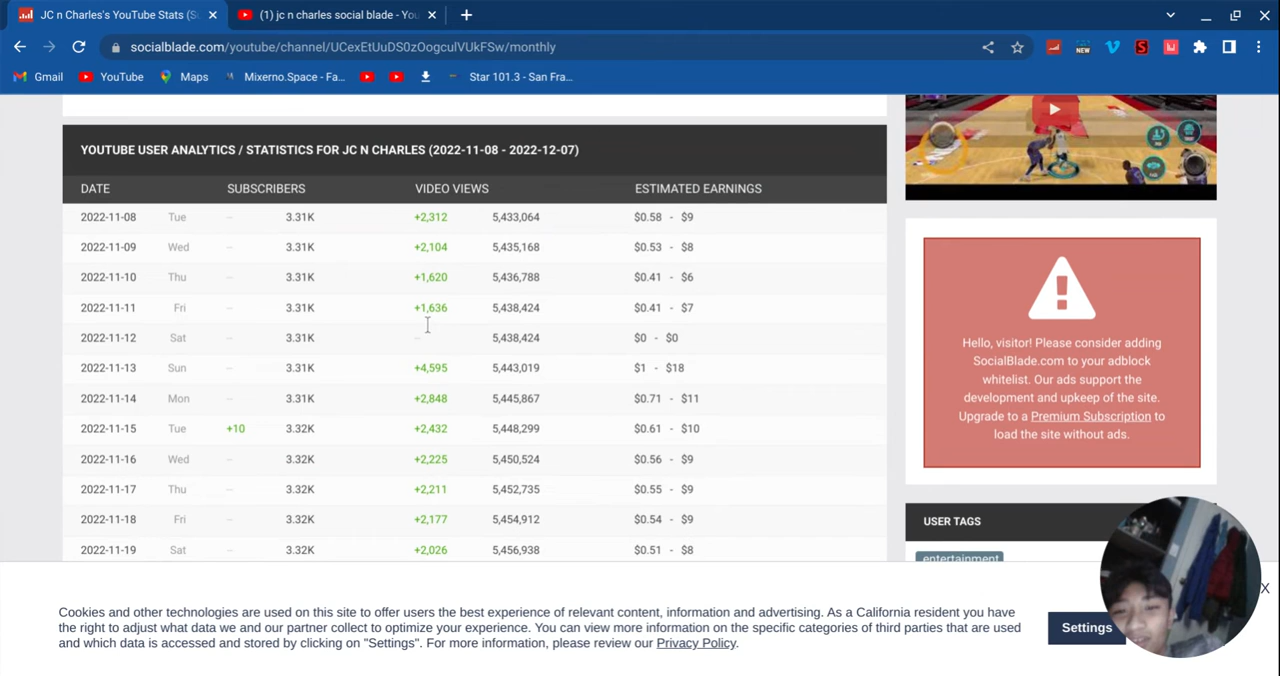 JC n Charles's YouTube Stats (Su
(1) jc n charles social blade - You
socialblade.com/youtube/channel/UCexEtUuDS0zOogcuIVUkFSw/monthly
NEW
Gmail
YouTube
Maps
Mixerno.Space - Fa...
Star 101.3 - San Fra...
YOUTUBE USER ANALYTICS / STATISTICS FOR JC N CHARLES (2022-11-08 - 2022-12-07)
DATE SUBSCRIBERS VIDEO VIEWS ESTIMATED EARNINGS
2022-11-08 Tue -- 3.31K +2,312 5,433,064 $0.58 - $9
2022-11-09 Wed -- 3.31K +2,104 5,435,168 $0.53 - $8
2022-11-10 Thu -- 3.31K +1,620 5,436,788 $0.41 - $6
2022-11-11 Fri -- 3.31K +1,636 5,438,424 $0.41 - $7
2022-11-12 Sat -- 3.31K -- 5,438,424 $0 - $0
2022-11-13 Sun -- 3.31K +4,595 5,443,019 $1 - $18
2022-11-14 Mon -- 3.31K +2,848 5,445,867 $0.71 - $11
2022-11-15 Tue +10 3.32K +2,432 5,448,299 $0.61 - $10
2022-11-16 Wed -- 3.32K +2,225 5,450,524 $0.56 - $9
2022-11-17 Thu -- 3.32K +2,211 5,452,735 $0.55 - $9
2022-11-18 Fri -- 3.32K +2,177 5,454,912 $0.54 - $9
2022-11-19 Sat -- 3.32K +2,026 5,456,938 $0.51 - $8
Hello, visitor! Please consider adding
SocialBlade.com to your adblock
whitelist. Our ads support the
development and upkeep of the site.
Upgrade to a Premium Subscription to
load the site without ads.
USER TAGS
entertainment
Cookies and other technologies are used on this site to offer users the best experience of relevant content, information and advertising. As a California resident you have
the right to adjust what data we and our partner collect to optimize your experience. You can view more information on the specific categories of third parties that are used
and which data is accessed and stored by clicking on "Settings". For more information, please review our Privacy Policy.
Settings
X